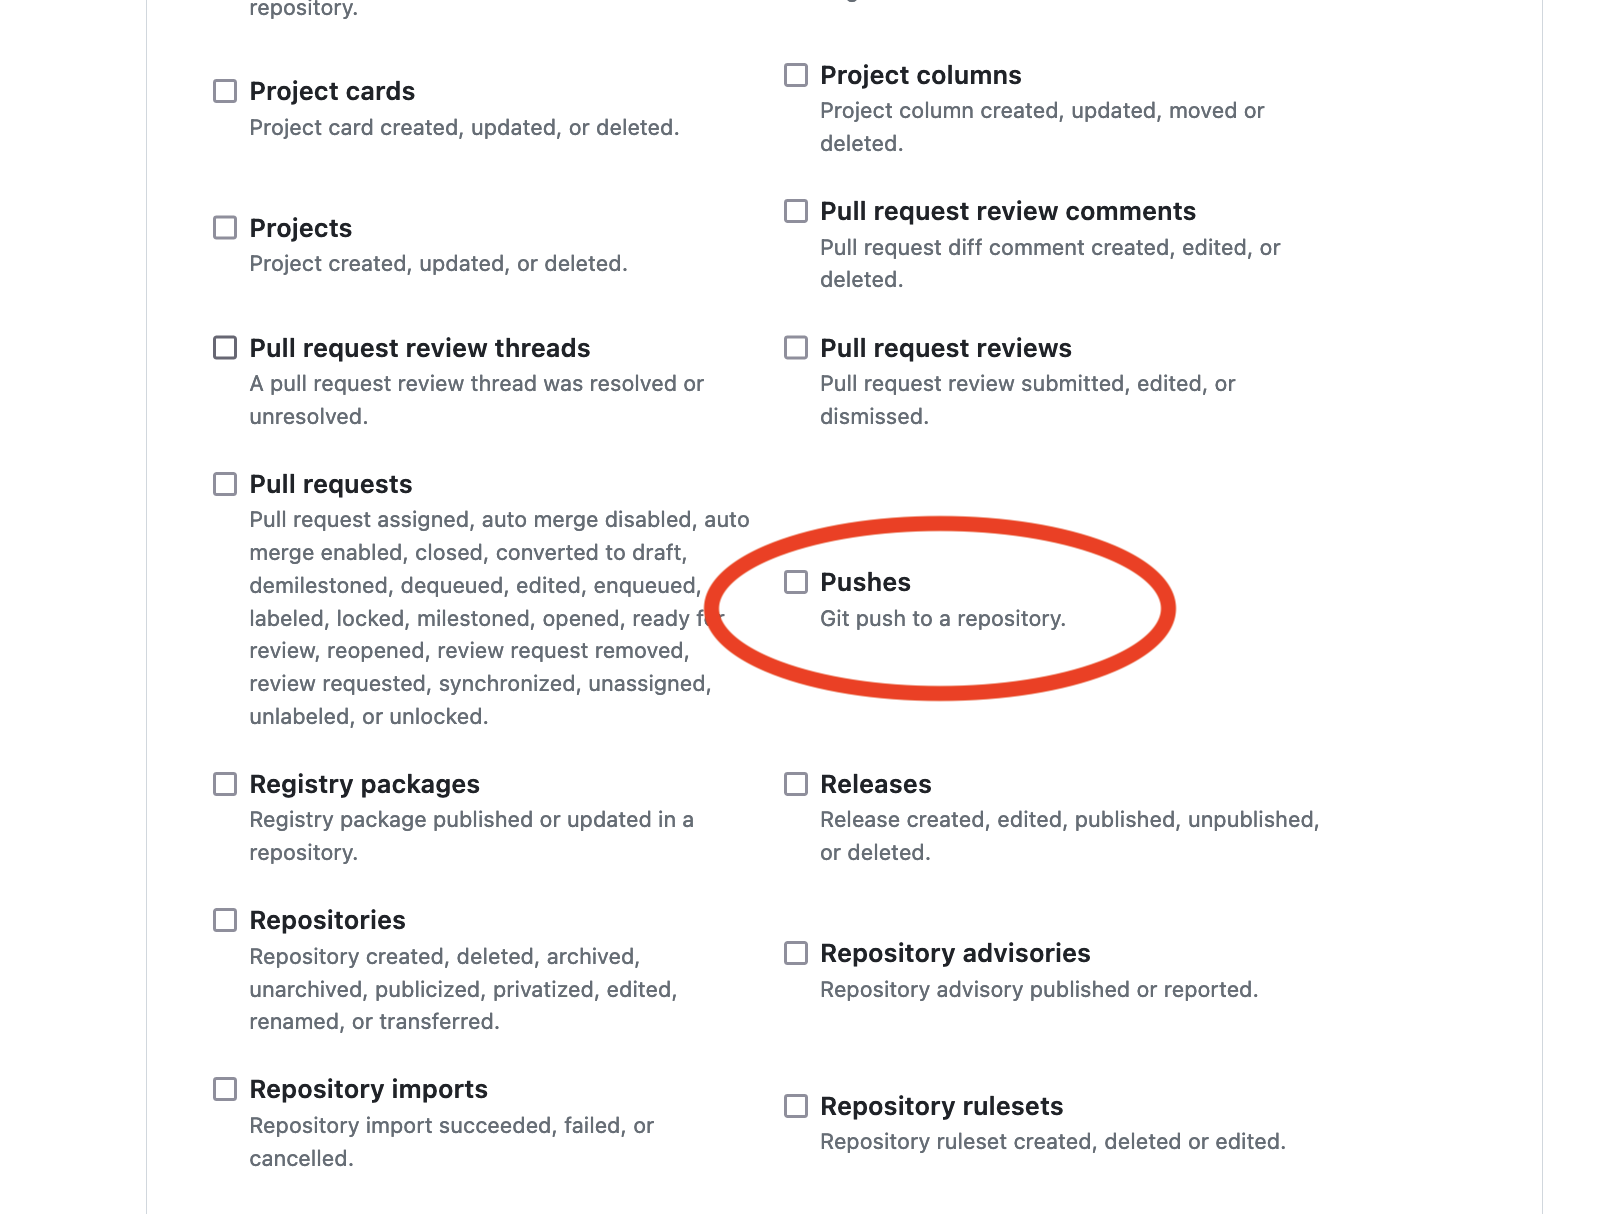 repository.
Project cards
Project card created, updated, or deleted.
Project columns
Project column created, updated, moved or
deleted.
Projects
Project created, updated, or deleted.
Pull request review comments
Pull request diff comment created, edited, or
deleted.
Pull request review threads
A pull request review thread was resolved or
unresolved.
Pull request reviews
Pull request review submitted, edited, or
dismissed.
Pull requests
Pull request assigned, auto merge disabled, auto
merge enabled, closed, converted to draft,
demilestoned, dequeued, edited, enqueued,
labeled, locked, milestoned, opened, ready for
review, reopened, review request removed,
review requested, synchronized, unassigned,
unlabeled, or unlocked.
Pushes
Git push to a repository.
Registry packages
Registry package published or updated in a
repository.
Releases
Release created, edited, published, unpublished,
or deleted.
Repositories
Repository created, deleted, archived,
unarchived, publicized, privatized, edited,
renamed, or transferred.
Repository advisories
Repository advisory published or reported.
Repository imports
Repository import succeeded, failed, or
cancelled.
Repository rulesets
Repository ruleset created, deleted or edited.